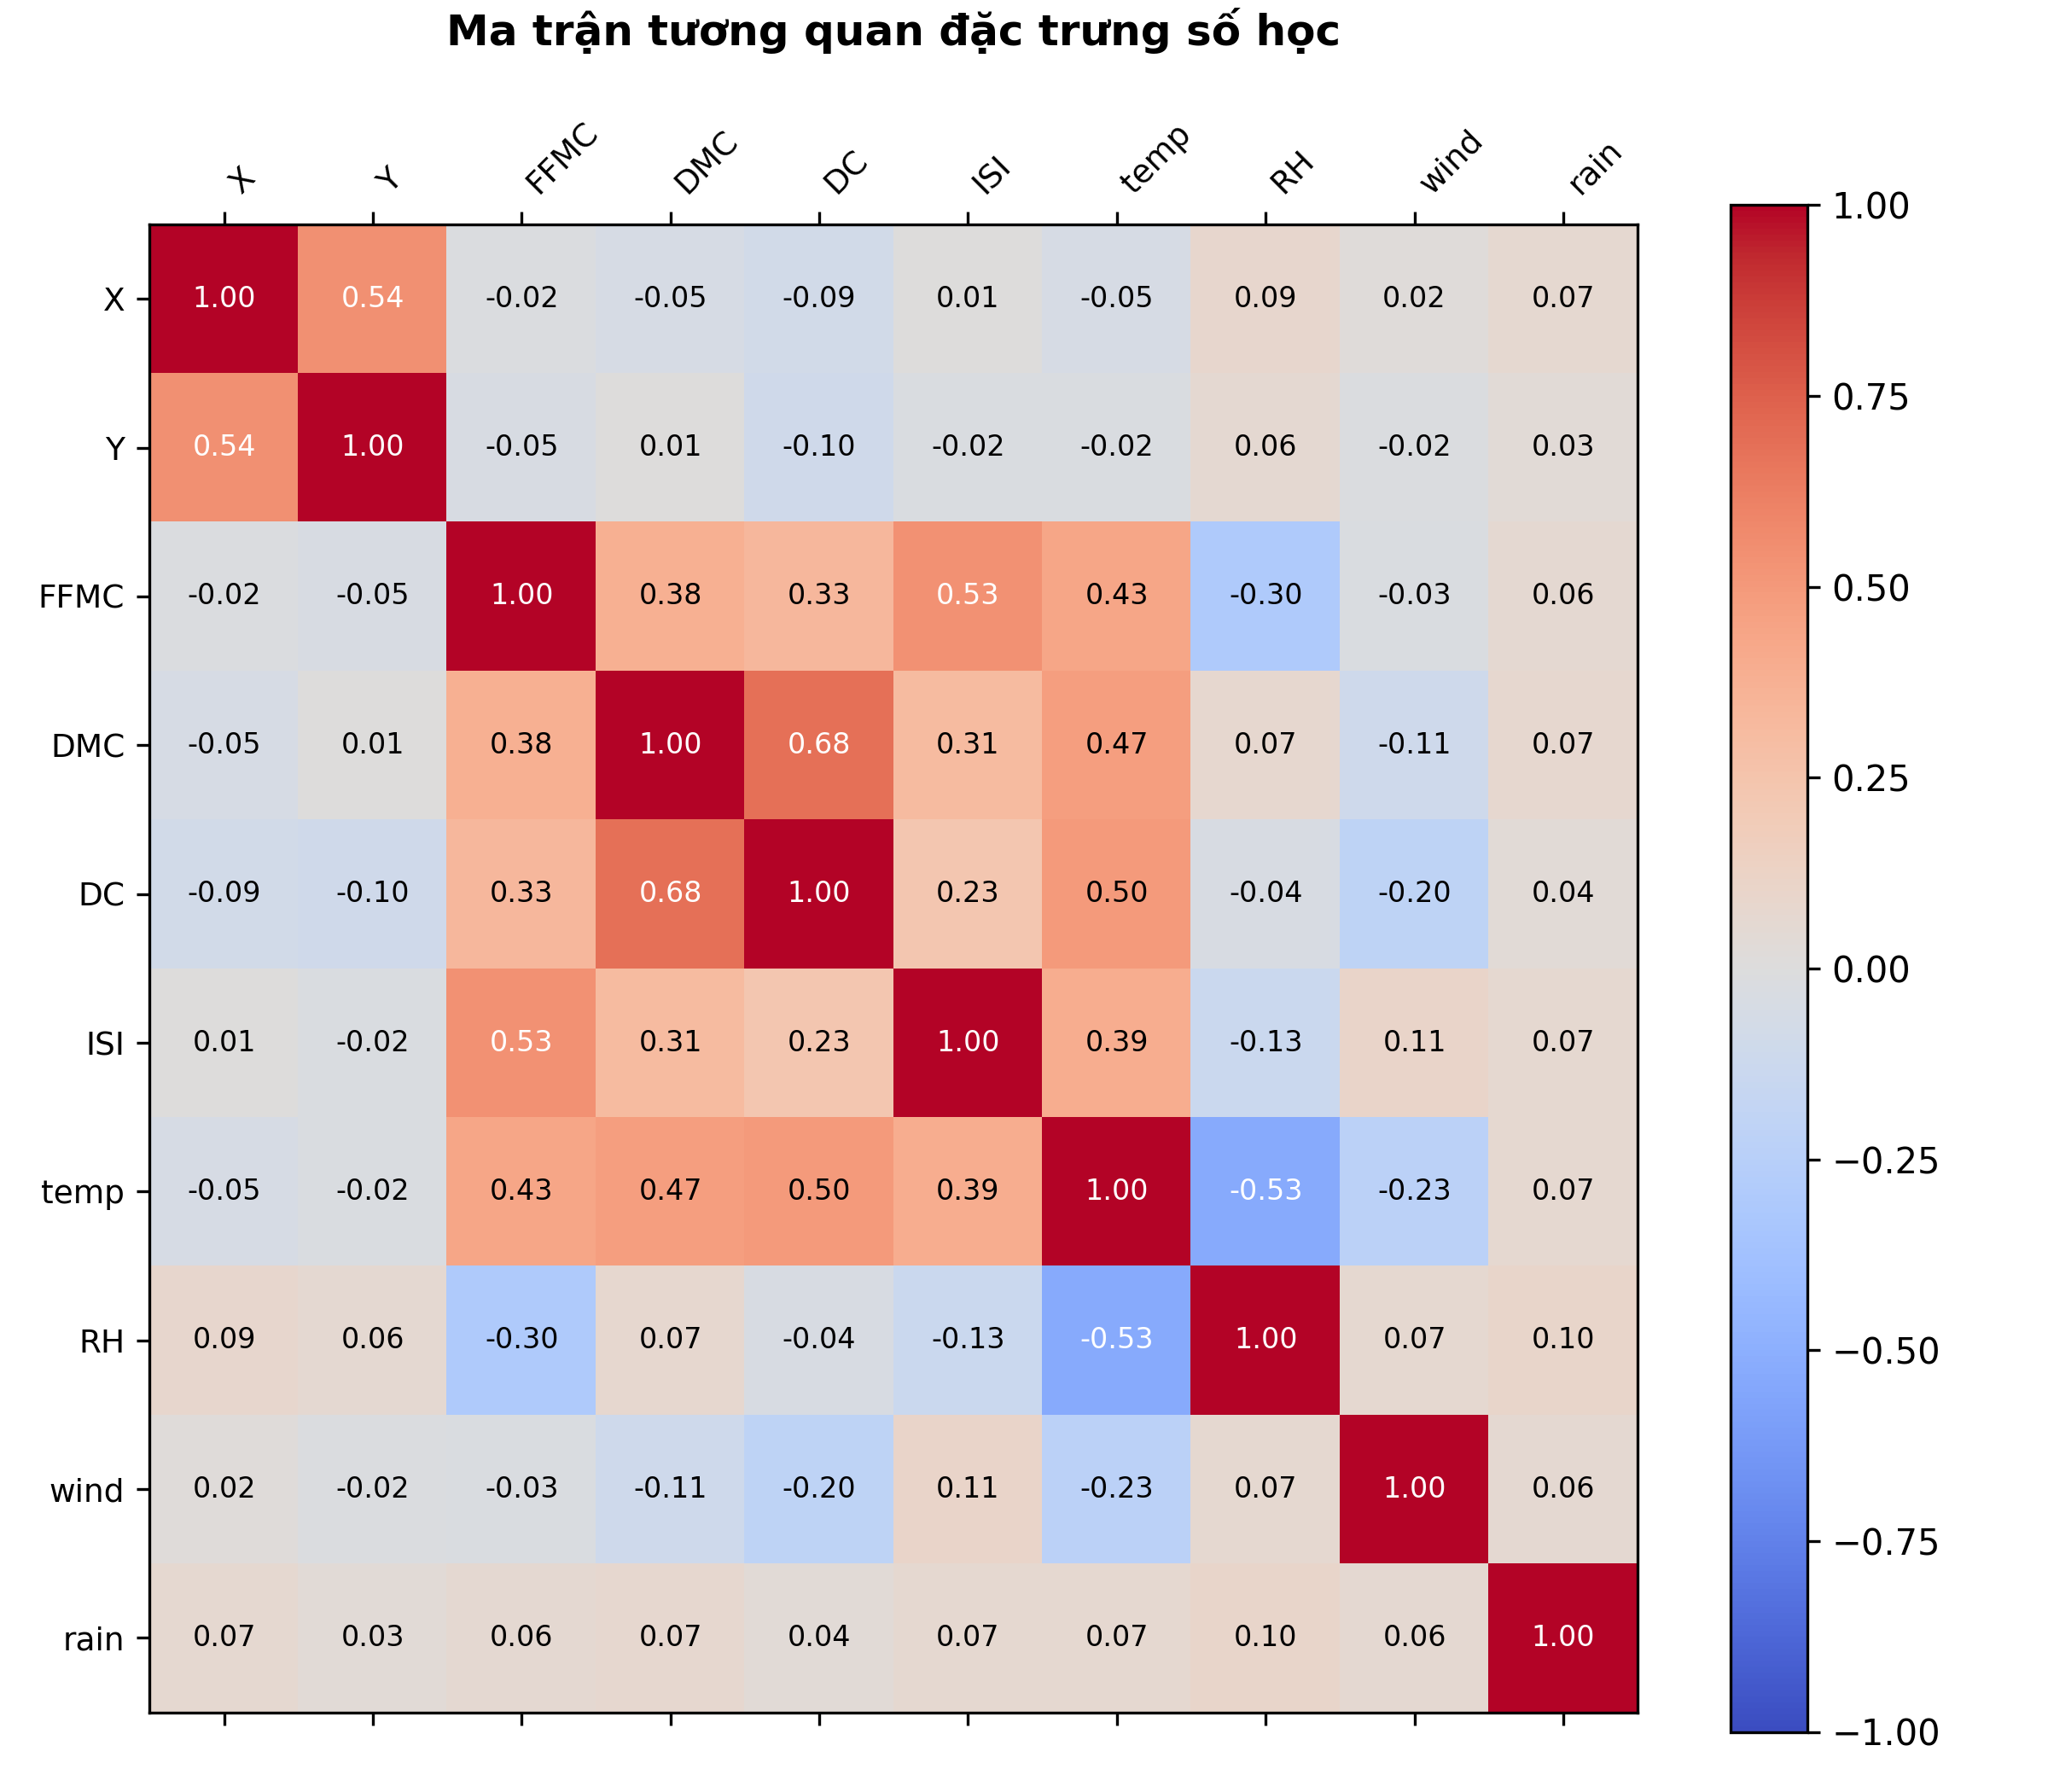 Ma trận tương quan đặc trưng số học
X Y FFMC DMC DC ISI temp RH wind rain
X 1.00 0.54 -0.02 -0.05 -0.09 0.01 -0.05 0.09 0.02 0.07
Y 0.54 1.00 -0.05 0.01 -0.10 -0.02 -0.02 0.06 -0.02 0.03
FFMC -0.02 -0.05 1.00 0.38 0.33 0.53 0.43 -0.30 -0.03 0.06
DMC -0.05 0.01 0.38 1.00 0.68 0.31 0.47 0.07 -0.11 0.07
DC -0.09 -0.10 0.33 0.68 1.00 0.23 0.50 -0.04 -0.20 0.04
ISI 0.01 -0.02 0.53 0.31 0.23 1.00 0.39 -0.13 0.11 0.07
temp -0.05 -0.02 0.43 0.47 0.50 0.39 1.00 -0.53 -0.23 0.07
RH 0.09 0.06 -0.30 0.07 -0.04 -0.13 -0.53 1.00 0.07 0.10
wind 0.02 -0.02 -0.03 -0.11 -0.20 0.11 -0.23 0.07 1.00 0.06
rain 0.07 0.03 0.06 0.07 0.04 0.07 0.07 0.10 0.06 1.00
1.00
0.75
0.50
0.25
0.00
−0.25
−0.50
−0.75
−1.00